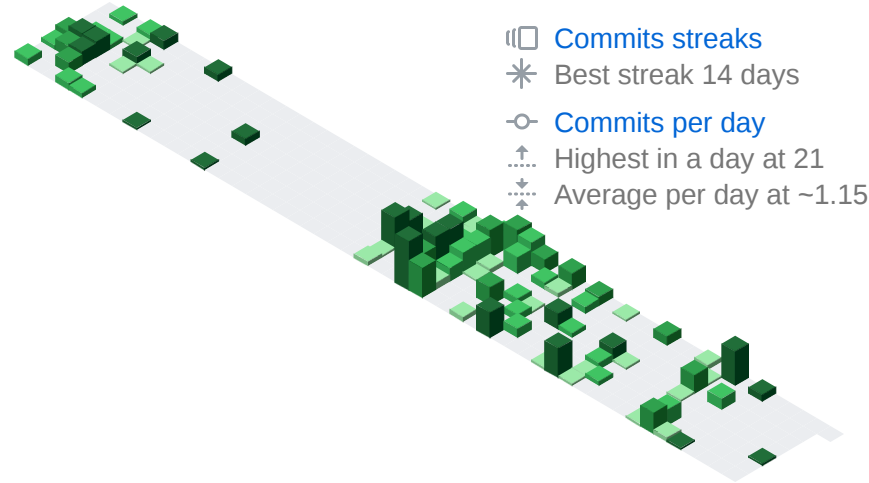 Commits streaks
Best streak 14 days
Commits per day
Highest in a day at 21
Average per day at ~1.15